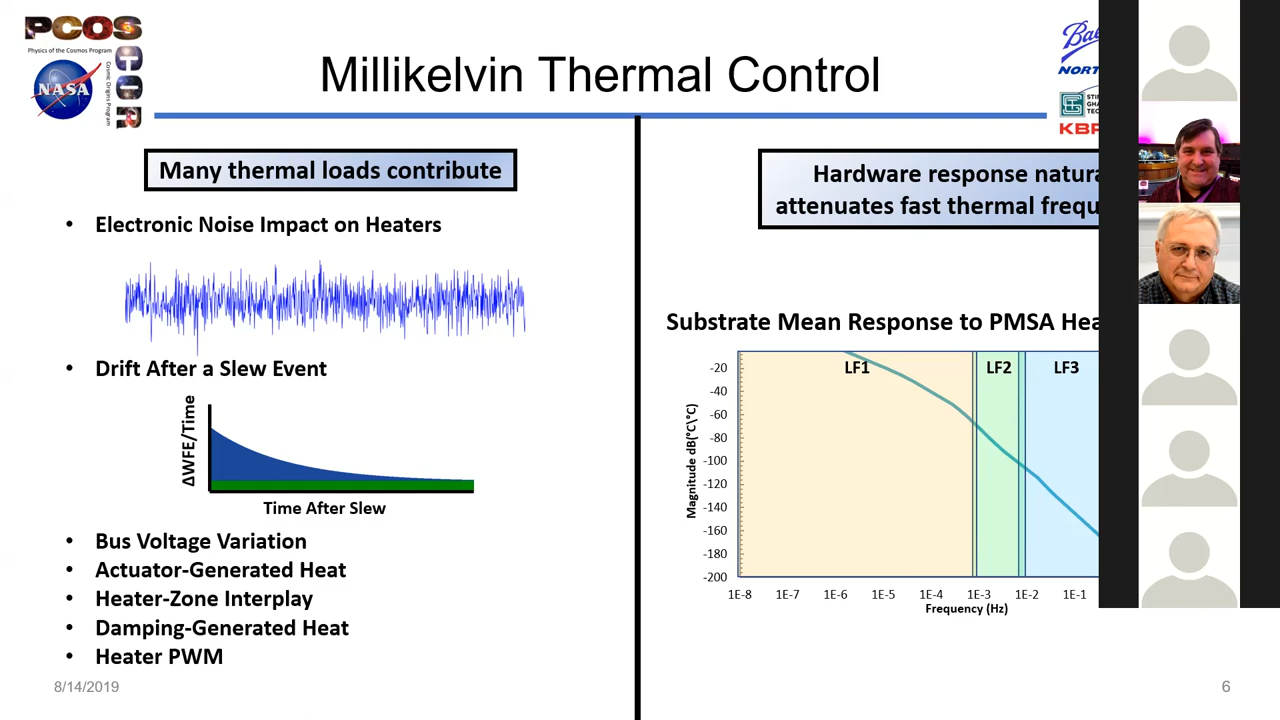 PCOS
Physics of the Cosmos Program
COR
Cosmic Origins Program
NASA
Millikelvin Thermal Control
NORT
KBR
Many thermal loads contribute
• Electronic Noise Impact on Heaters
• Drift After a Slew Event
ΔWFE/Time
Time After Slew
• Bus Voltage Variation
• Actuator-Generated Heat
• Heater-Zone Interplay
• Damping-Generated Heat
• Heater PWM
8/14/2019
Hardware response natura
attenuates fast thermal frequ
Substrate Mean Response to PMSA Hea
LF1 LF2 LF3
Magnitude dB(°C\°C)
-20
-40
-60
-80
-100
-120
-140
-160
-180
-200
1E-8 1E-7 1E-6 1E-5 1E-4 1E-3 1E-2 1E-1
Frequency (Hz)
6